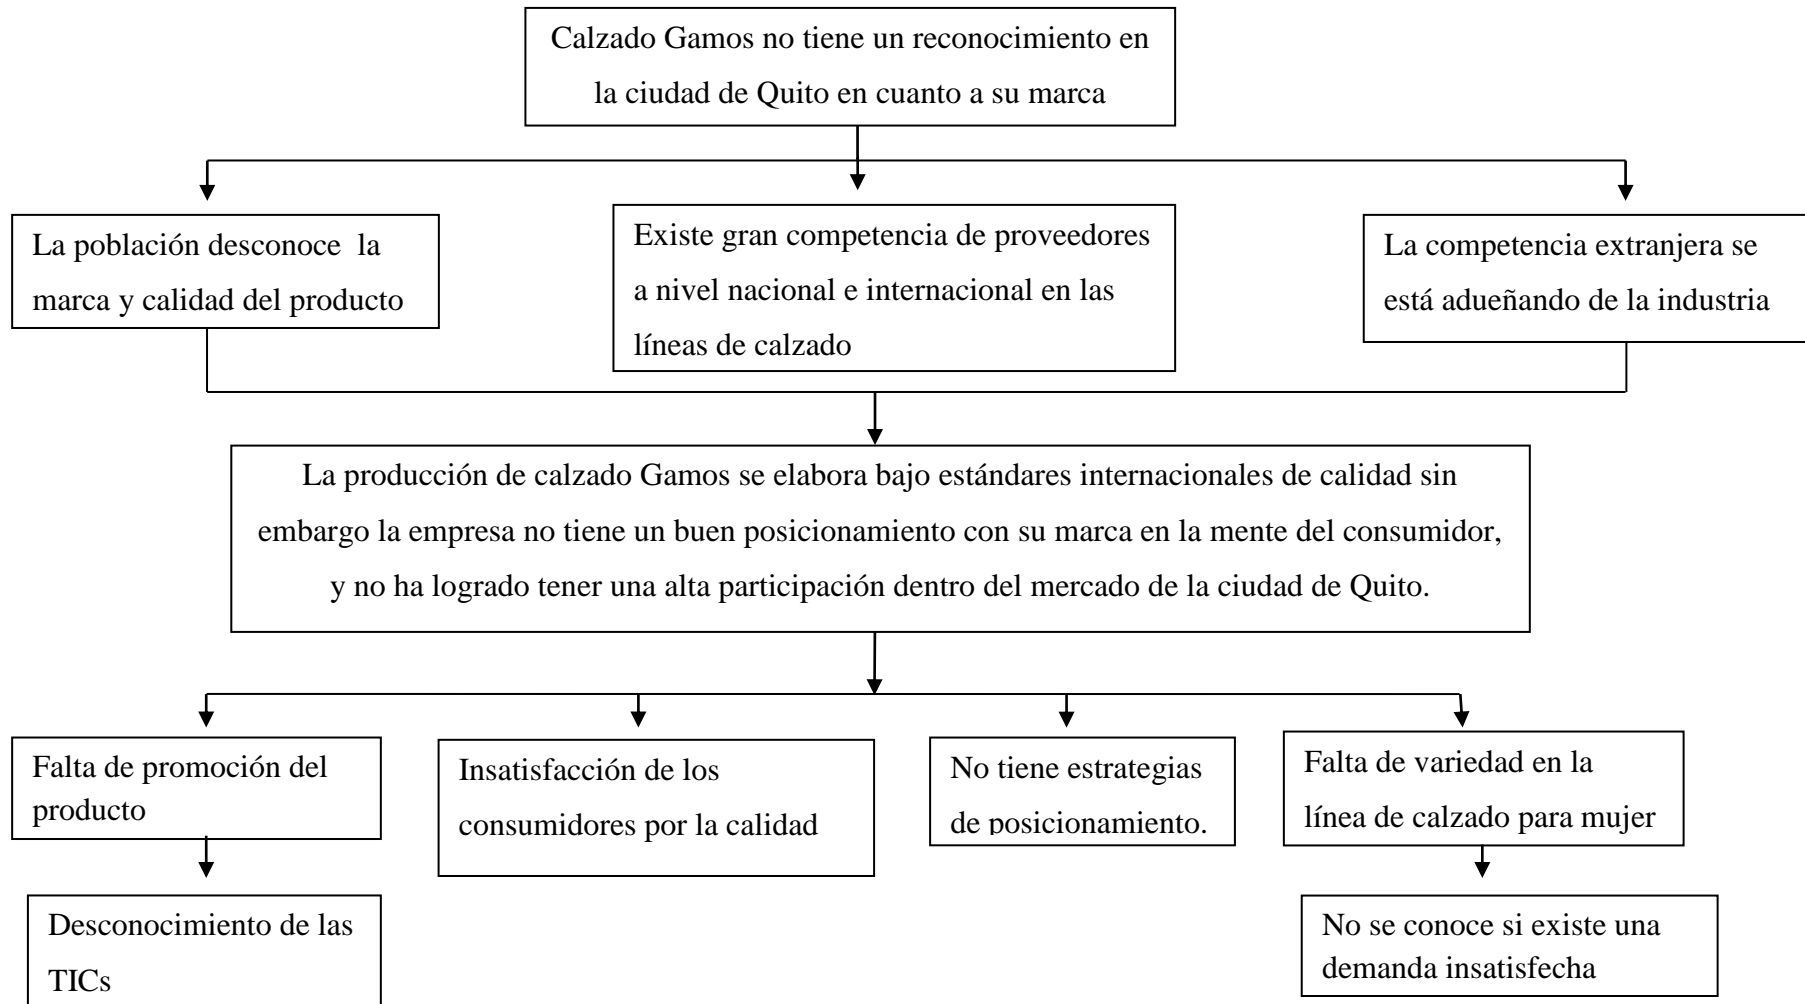 Calzado Gamos no tiene un reconocimiento en
la ciudad de Quito en cuanto a su marca
La población desconoce  la
marca y calidad del producto
Existe gran competencia de proveedores
a nivel nacional e internacional en las
líneas de calzado
La competencia extranjera se
está adueñando de la industria
La producción de calzado Gamos se elabora bajo estándares internacionales de calidad sin
embargo la empresa no tiene un buen posicionamiento con su marca en la mente del consumidor,
y no ha logrado tener una alta participación dentro del mercado de la ciudad de Quito.
Falta de promoción del
producto
Insatisfacción de los
consumidores por la calidad
No tiene estrategias
de posicionamiento.
Falta de variedad en la
línea de calzado para mujer
Desconocimiento de las
TICs
No se conoce si existe una
demanda insatisfecha